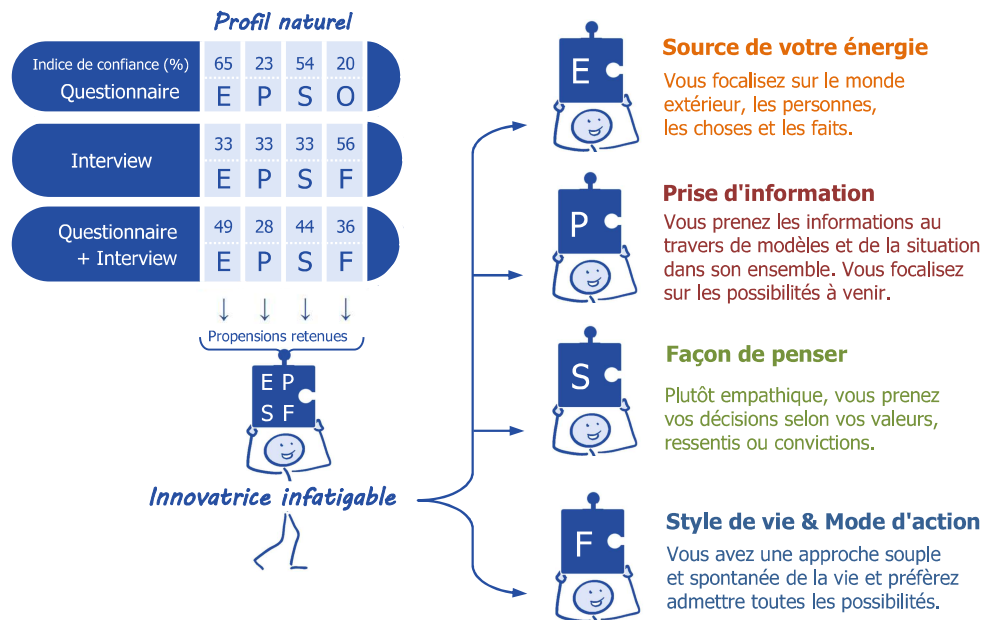 Profil naturel
Indice de confiance (%)
65 23 54 20
Questionnaire
E P S O
Interview
33 33 33 56
E P S F
Questionnaire
+ Interview
49 28 44 36
E P S F
↓ ↓ ↓ ↓
Propensions retenues
E P
S F
Innovatrice infatigable
E
Source de votre énergie
Vous focalisez sur le monde
extérieur, les personnes,
les choses et les faits.
P
Prise d'information
Vous prenez les informations au
travers de modèles et de la situation
dans son ensemble. Vous focalisez
sur les possibilités à venir.
S
Façon de penser
Plutôt empathique, vous prenez
vos décisions selon vos valeurs,
ressentis ou convictions.
F
Style de vie & Mode d'action
Vous avez une approche souple
et spontanée de la vie et préfèrez
admettre toutes les possibilités.